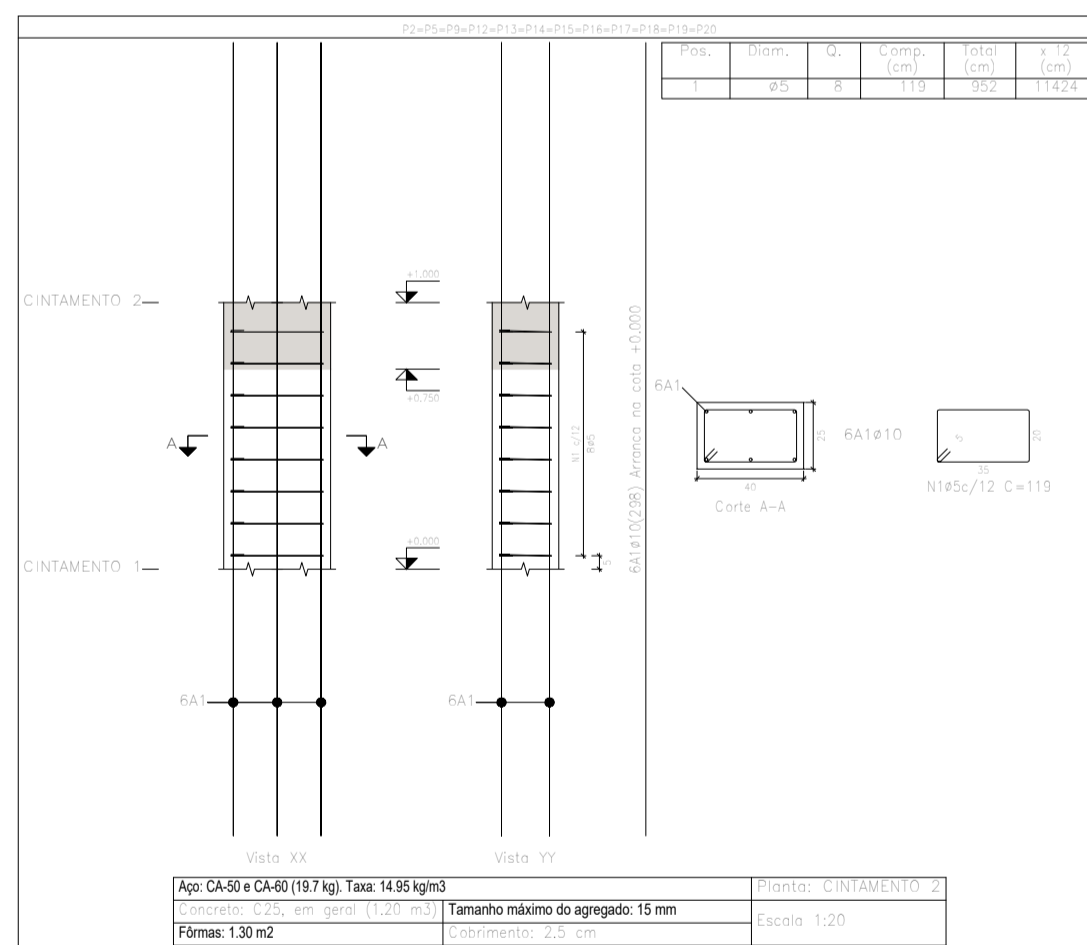 P2=P5=P9=P12=P13=P14=P15=P16=P17=P18=P19=P20
Pos. Diam. Q. Comp. (cm) Total (cm) x 12 (cm)
1 ø5 8 119 952 11424
CINTAMENTO 2
+1.000
+0.750
A A
N1 c/12
8ø5
6A1ø10(298) Arranca na cota +0.000
6A1
25
40
Corte A-A
6A1ø10
5
20
35
N1ø5c/12 C=119
+0.000
CINTAMENTO 1
5
6A1
6A1
Vista XX
Vista YY
Aço: CA-50 e CA-60 (19.7 kg). Taxa: 14.95 kg/m3
Planta: CINTAMENTO 2
Concreto: C25, em geral (1.20 m3)
Tamanho máximo do agregado: 15 mm
Escala 1:20
Fôrmas: 1.30 m2
Cobrimento: 2.5 cm